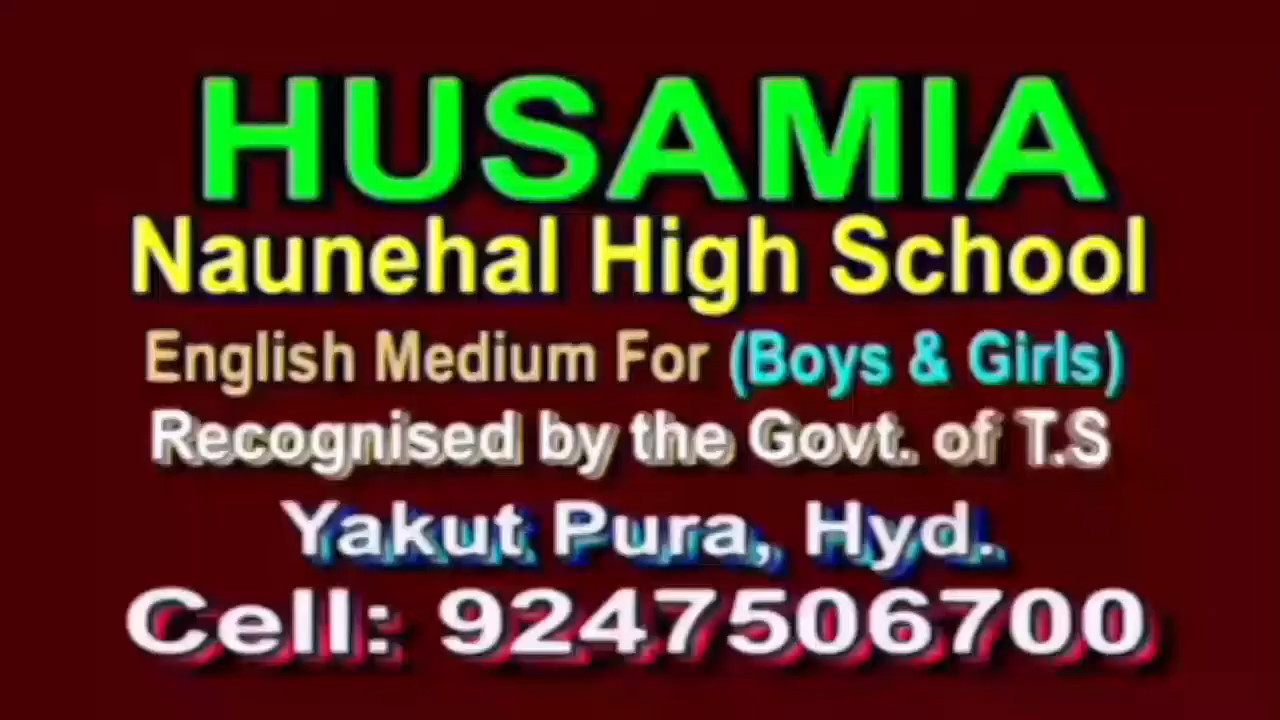 HUSAMIA
Naunehal High School
English Medium For (Boys & Girls)
Recognised by the Govt. of T.S
Yakut Pura, Hyd.
Cell: 9247506700